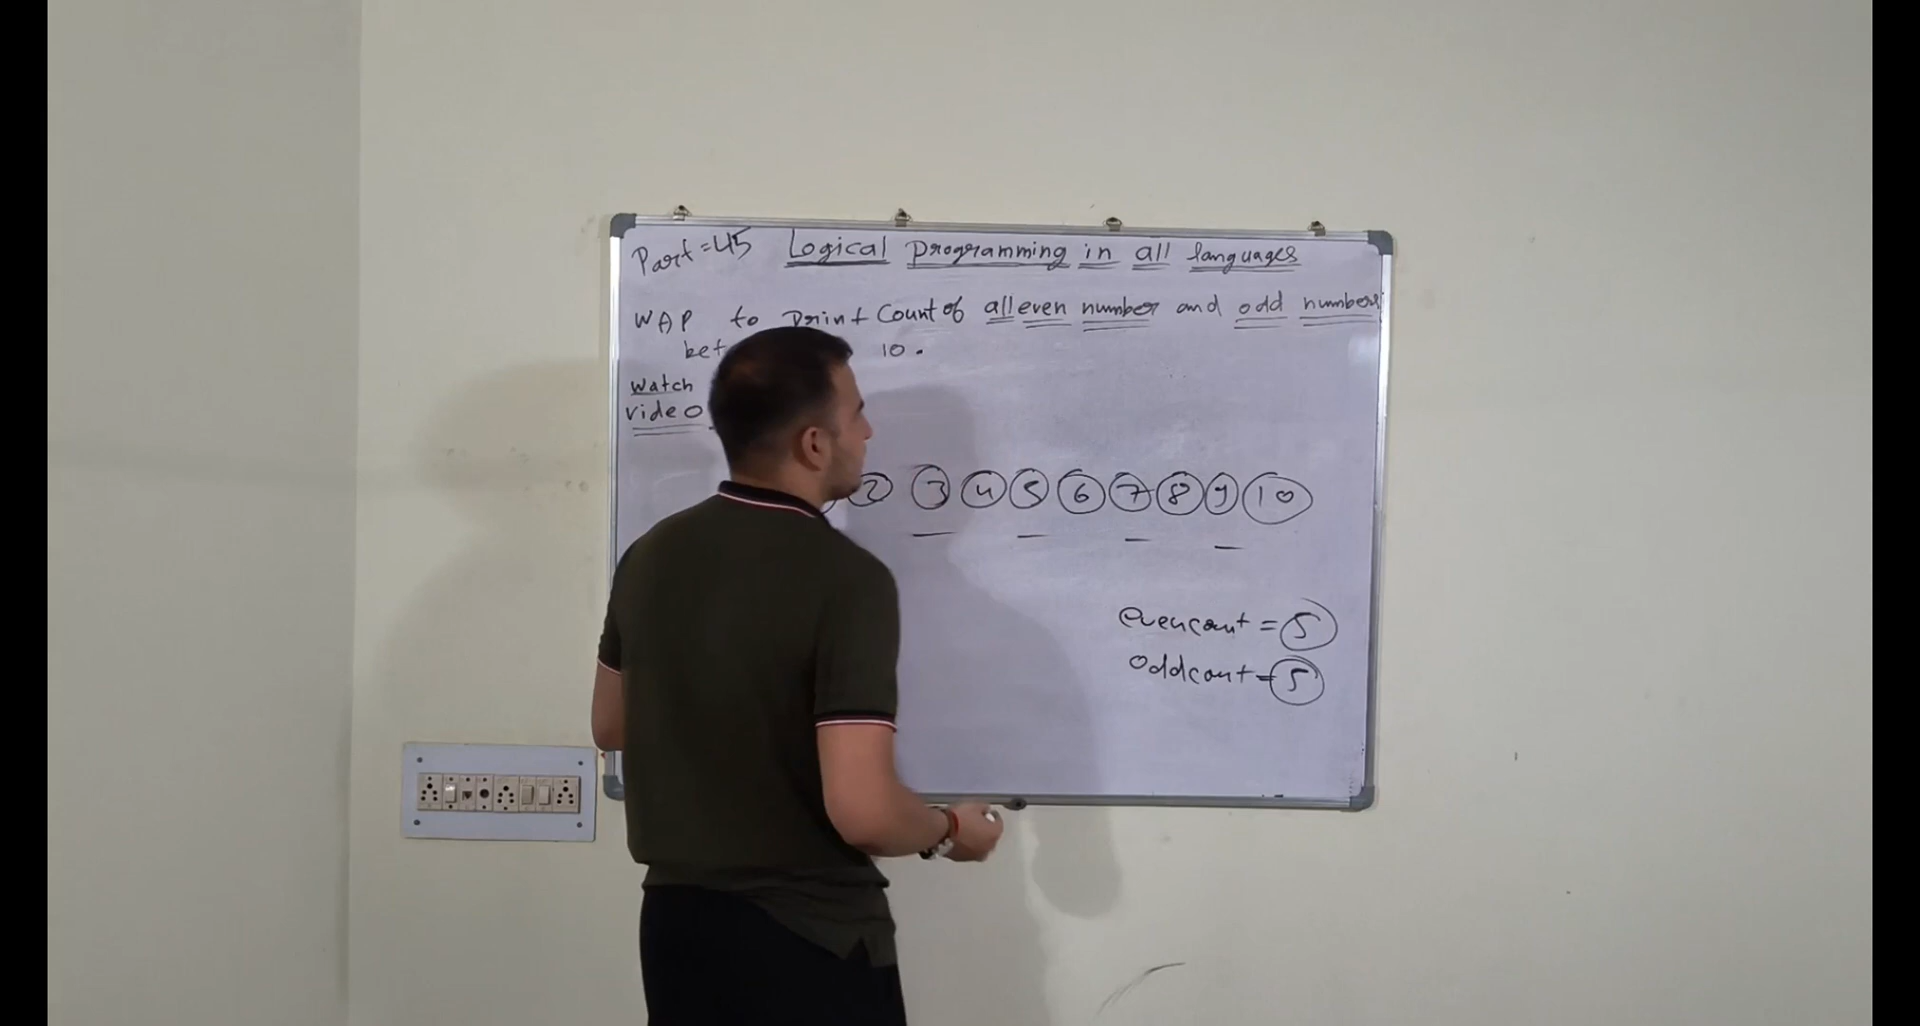 Part=45 Logical programming in all languages
WAP to print Count of all even number and odd numbers
bet 10.
Watch
video
2 3 4 5 6 7 8 9 10
evencount = 5
oddcount = 5